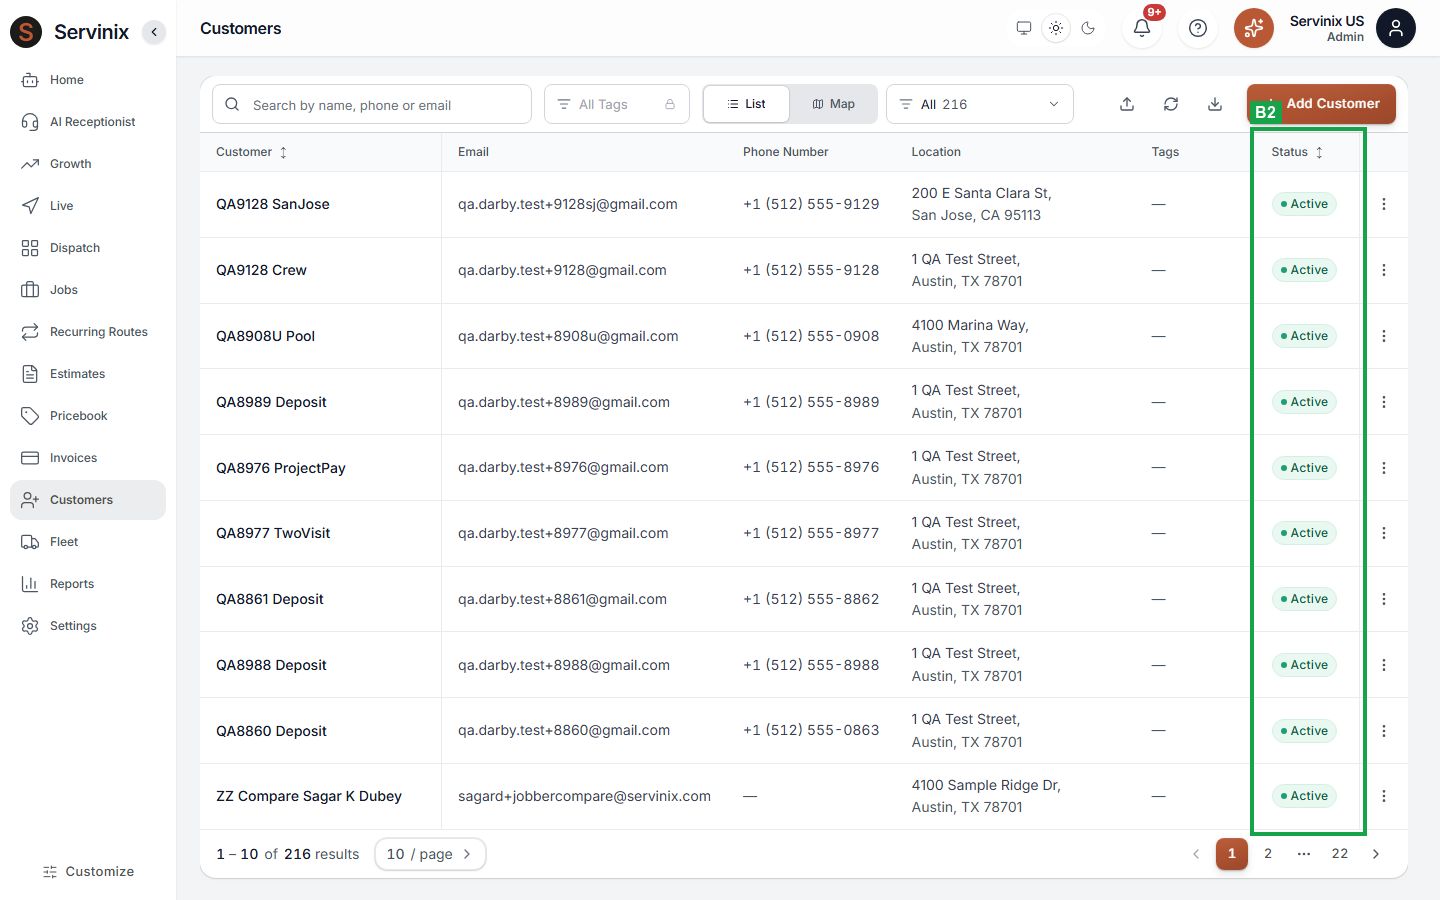 Servinix
Customers
9+
Servinix US
Admin
Home
AI Receptionist
Growth
Live
Dispatch
Jobs
Recurring Routes
Estimates
Pricebook
Invoices
Customers
Fleet
Reports
Settings
Customize
Search by name, phone or email
All Tags
List
Map
All 216
Add Customer
B2
Customer Email Phone Number Location Tags Status
QA9128 SanJose qa.darby.test+9128sj@gmail.com +1 (512) 555-9129 200 E Santa Clara St, — Active
San Jose, CA 95113
QA9128 Crew qa.darby.test+9128@gmail.com +1 (512) 555-9128 1 QA Test Street, — Active
Austin, TX 78701
QA8908U Pool qa.darby.test+8908u@gmail.com +1 (512) 555-0908 4100 Marina Way, — Active
Austin, TX 78701
QA8989 Deposit qa.darby.test+8989@gmail.com +1 (512) 555-8989 1 QA Test Street, — Active
Austin, TX 78701
QA8976 ProjectPay qa.darby.test+8976@gmail.com +1 (512) 555-8976 1 QA Test Street, — Active
Austin, TX 78701
QA8977 TwoVisit qa.darby.test+8977@gmail.com +1 (512) 555-8977 1 QA Test Street, — Active
Austin, TX 78701
QA8861 Deposit qa.darby.test+8861@gmail.com +1 (512) 555-8862 1 QA Test Street, — Active
Austin, TX 78701
QA8988 Deposit qa.darby.test+8988@gmail.com +1 (512) 555-8988 1 QA Test Street, — Active
Austin, TX 78701
QA8860 Deposit qa.darby.test+8860@gmail.com +1 (512) 555-0863 1 QA Test Street, — Active
Austin, TX 78701
ZZ Compare Sagar K Dubey sagard+jobbercompare@servinix.com — 4100 Sample Ridge Dr, — Active
Austin, TX 78701
1 – 10 of 216 results 10 / page 1 2 ··· 22